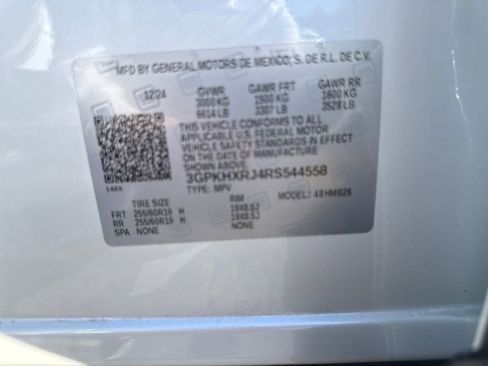 MFD BY GENERAL MOTORS DE MEXICO, S. DE R.L. DE C.V.
12/24 GVWR GAWR FRT GAWR RR
3000 KG 1500 KG 1600 KG
6614 LB 3307 LB 3528 LB
THIS VEHICLE CONFORMS TO ALL
APPLICABLE U.S. FEDERAL MOTOR
VEHICLE SAFETY STANDARDS IN EFFECT
ON THE DATE OF MANUFACTURE
SHOWN ABOVE.
3GPKHXRJ4RS544558
TYPE: MPV MODEL: 48HMB26
TIRE SIZE RIM
FRT 255/60R19 H 19X8.5J
RR 255/60R19 H 19X8.5J
SPA NONE NONE